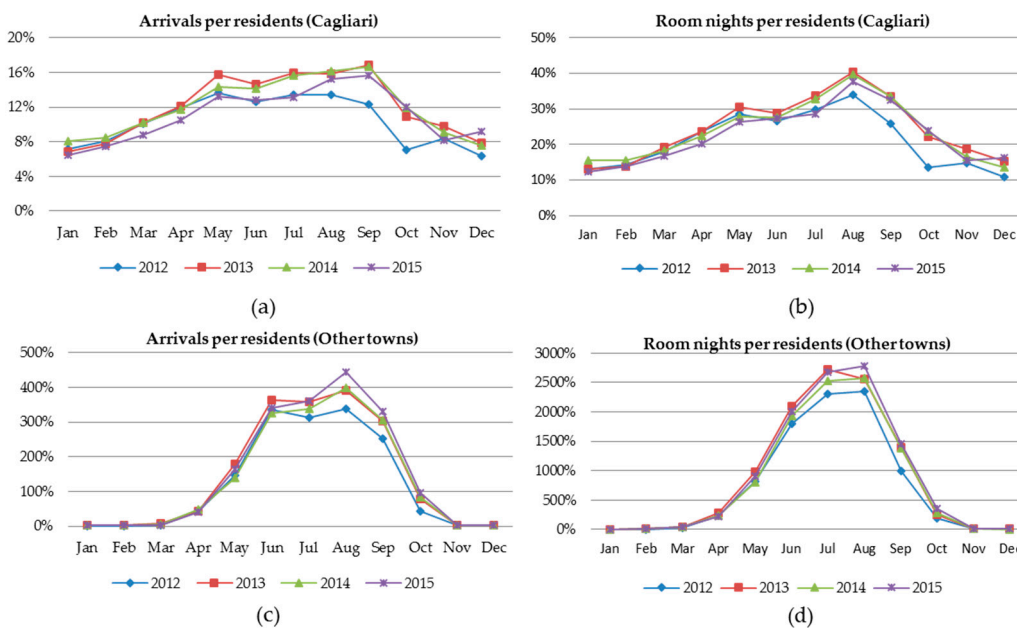 Arrivals per residents (Cagliari)
20%
16%
12%
8%
4%
0%
Jan Feb Mar Apr May Jun Jul Aug Sep Oct Nov Dec
2012 2013 2014 2015
(a)
Room nights per residents (Cagliari)
50%
40%
30%
20%
10%
0%
Jan Feb Mar Apr May Jun Jul Aug Sep Oct Nov Dec
2012 2013 2014 2015
(b)
Arrivals per residents (Other towns)
500%
400%
300%
200%
100%
0%
Jan Feb Mar Apr May Jun Jul Aug Sep Oct Nov Dec
2012 2013 2014 2015
(c)
Room nights per residents (Other towns)
3000%
2500%
2000%
1500%
1000%
500%
0%
Jan Feb Mar Apr May Jun Jul Aug Sep Oct Nov Dec
2012 2013 2014 2015
(d)